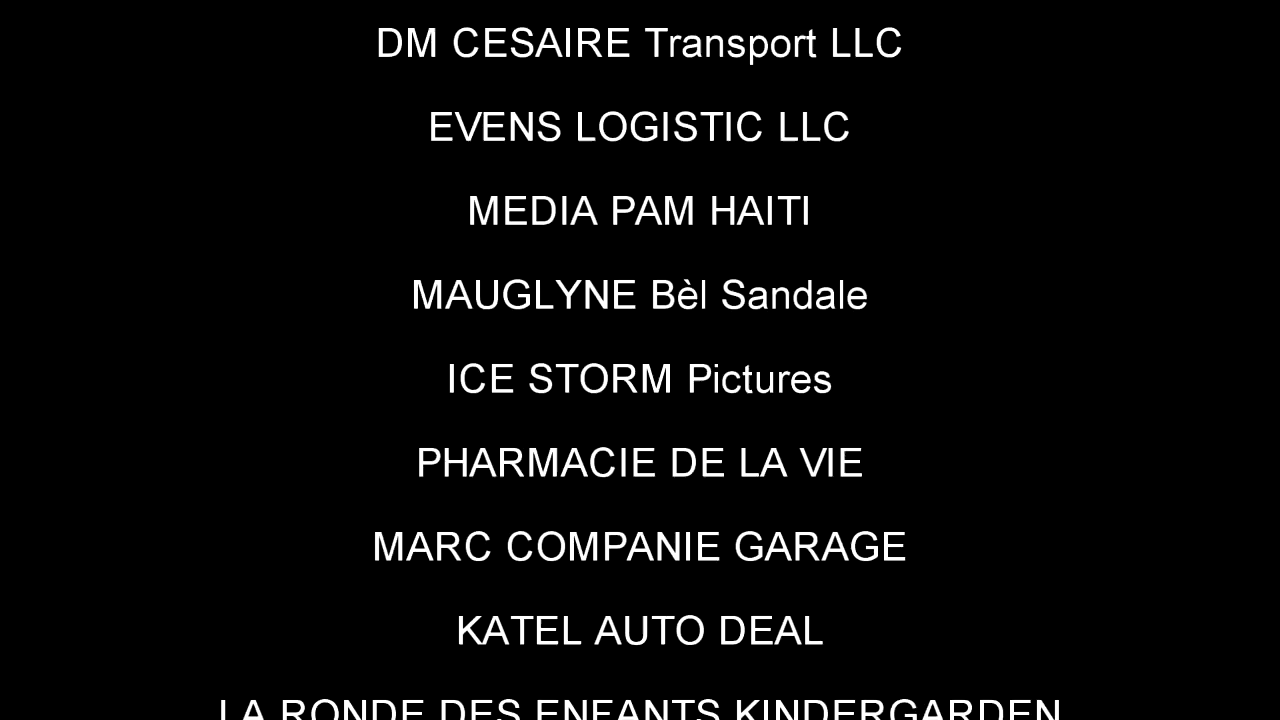 DM CESAIRE Transport LLC
EVENS LOGISTIC LLC
MEDIA PAM HAITI
MAUGLYNE Bèl Sandale
ICE STORM Pictures
PHARMACIE DE LA VIE
MARC COMPANIE GARAGE
KATEL AUTO DEAL
LA RONDE DES ENFANTS KINDERGARDEN